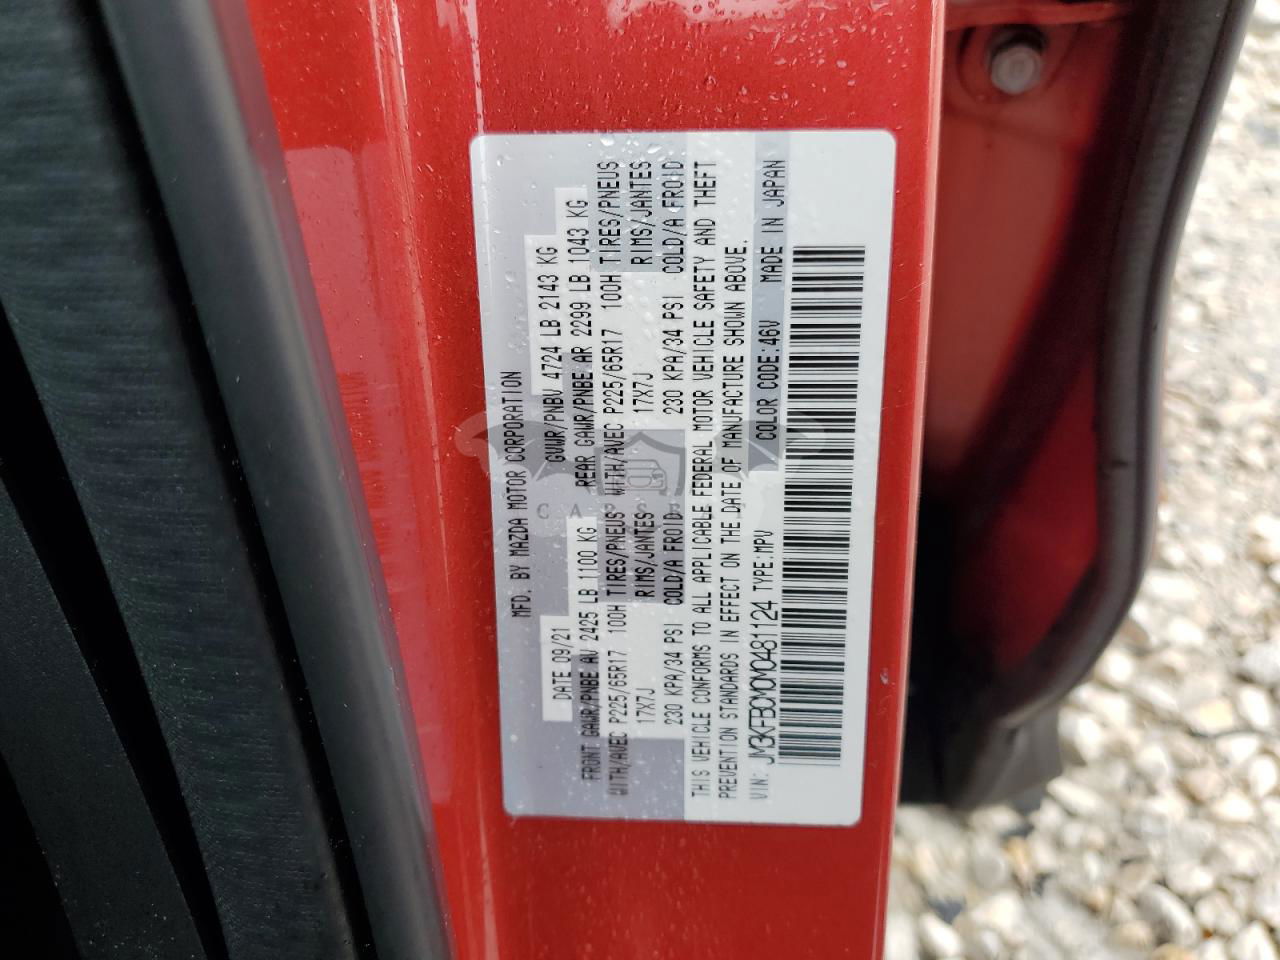 MFD. BY MAZDA MOTOR CORPORATION
DATE 09/21 GVWR/PNBV 4724 LB 2143 KG
FRONT GAWR/PNBE AV 2425 LB 1100 KG REAR GAWR/PNBE AR 2299 LB 1043 KG
WITH/AVEC P225/65R17 100H TIRES/PNEUS WITH/AVEC P225/65R17 100H TIRES/PNEUS
17X7J RIMS/JANTES 17X7J RIMS/JANTES
230 KPA/34 PSI COLD/A FROID 230 KPA/34 PSI COLD/A FROID
THIS VEHICLE CONFORMS TO ALL APPLICABLE FEDERAL MOTOR VEHICLE SAFETY AND THEFT
PREVENTION STANDARDS IN EFFECT ON THE DATE OF MANUFACTURE SHOWN ABOVE.
VIN: JM3KFBCM0M0481124 TYPE:MPV COLOR CODE:46V MADE IN JAPAN